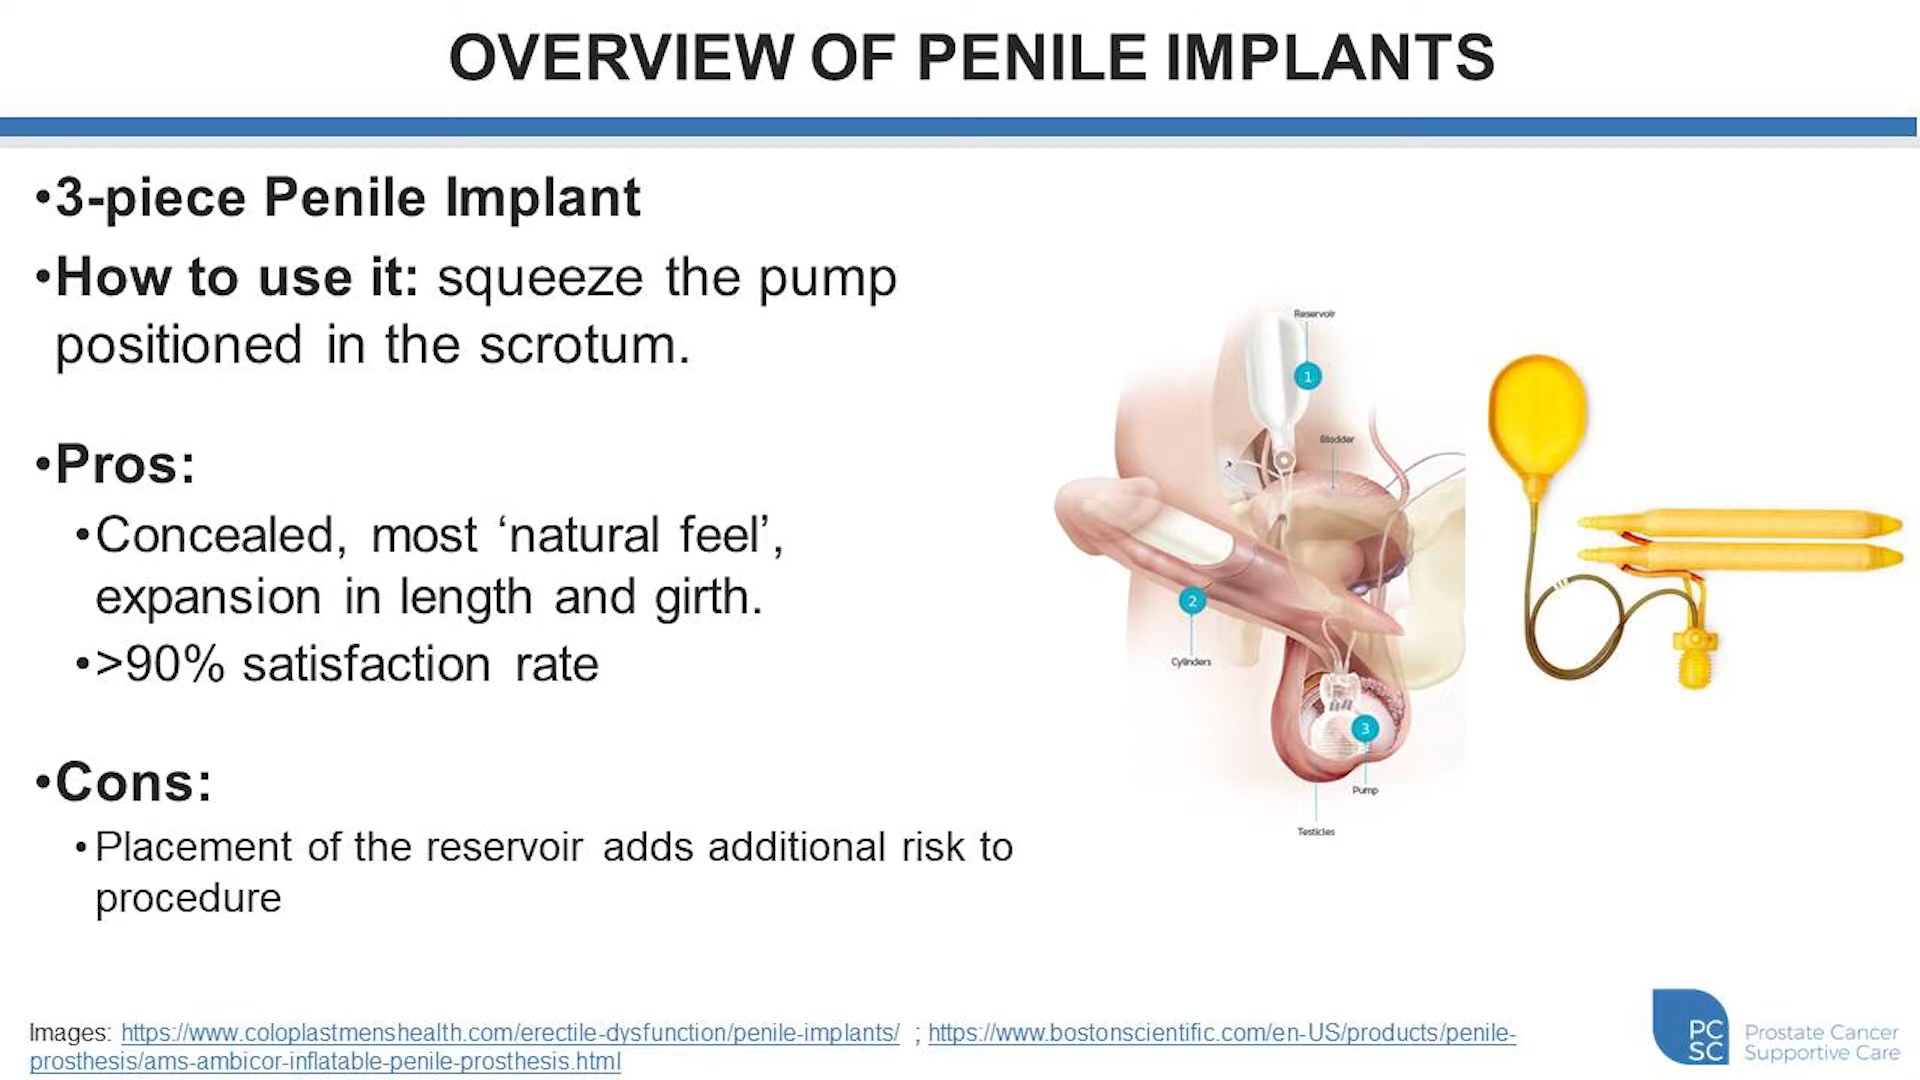 OVERVIEW OF PENILE IMPLANTS
•3-piece Penile Implant
•How to use it: squeeze the pump
positioned in the scrotum.
•Pros:
•Concealed, most ‘natural feel’,
expansion in length and girth.
•>90% satisfaction rate
•Cons:
•Placement of the reservoir adds additional risk to
procedure
Reservoir
1
Bladder
2
Cylinders
3
Pump
Testicles
Images: https://www.coloplastmenshealth.com/erectile-dysfunction/penile-implants/ ; https://www.bostonscientific.com/en-US/products/penile-
prosthesis/ams-ambicor-inflatable-penile-prosthesis.html
PC
SC
Prostate Cancer
Supportive Care